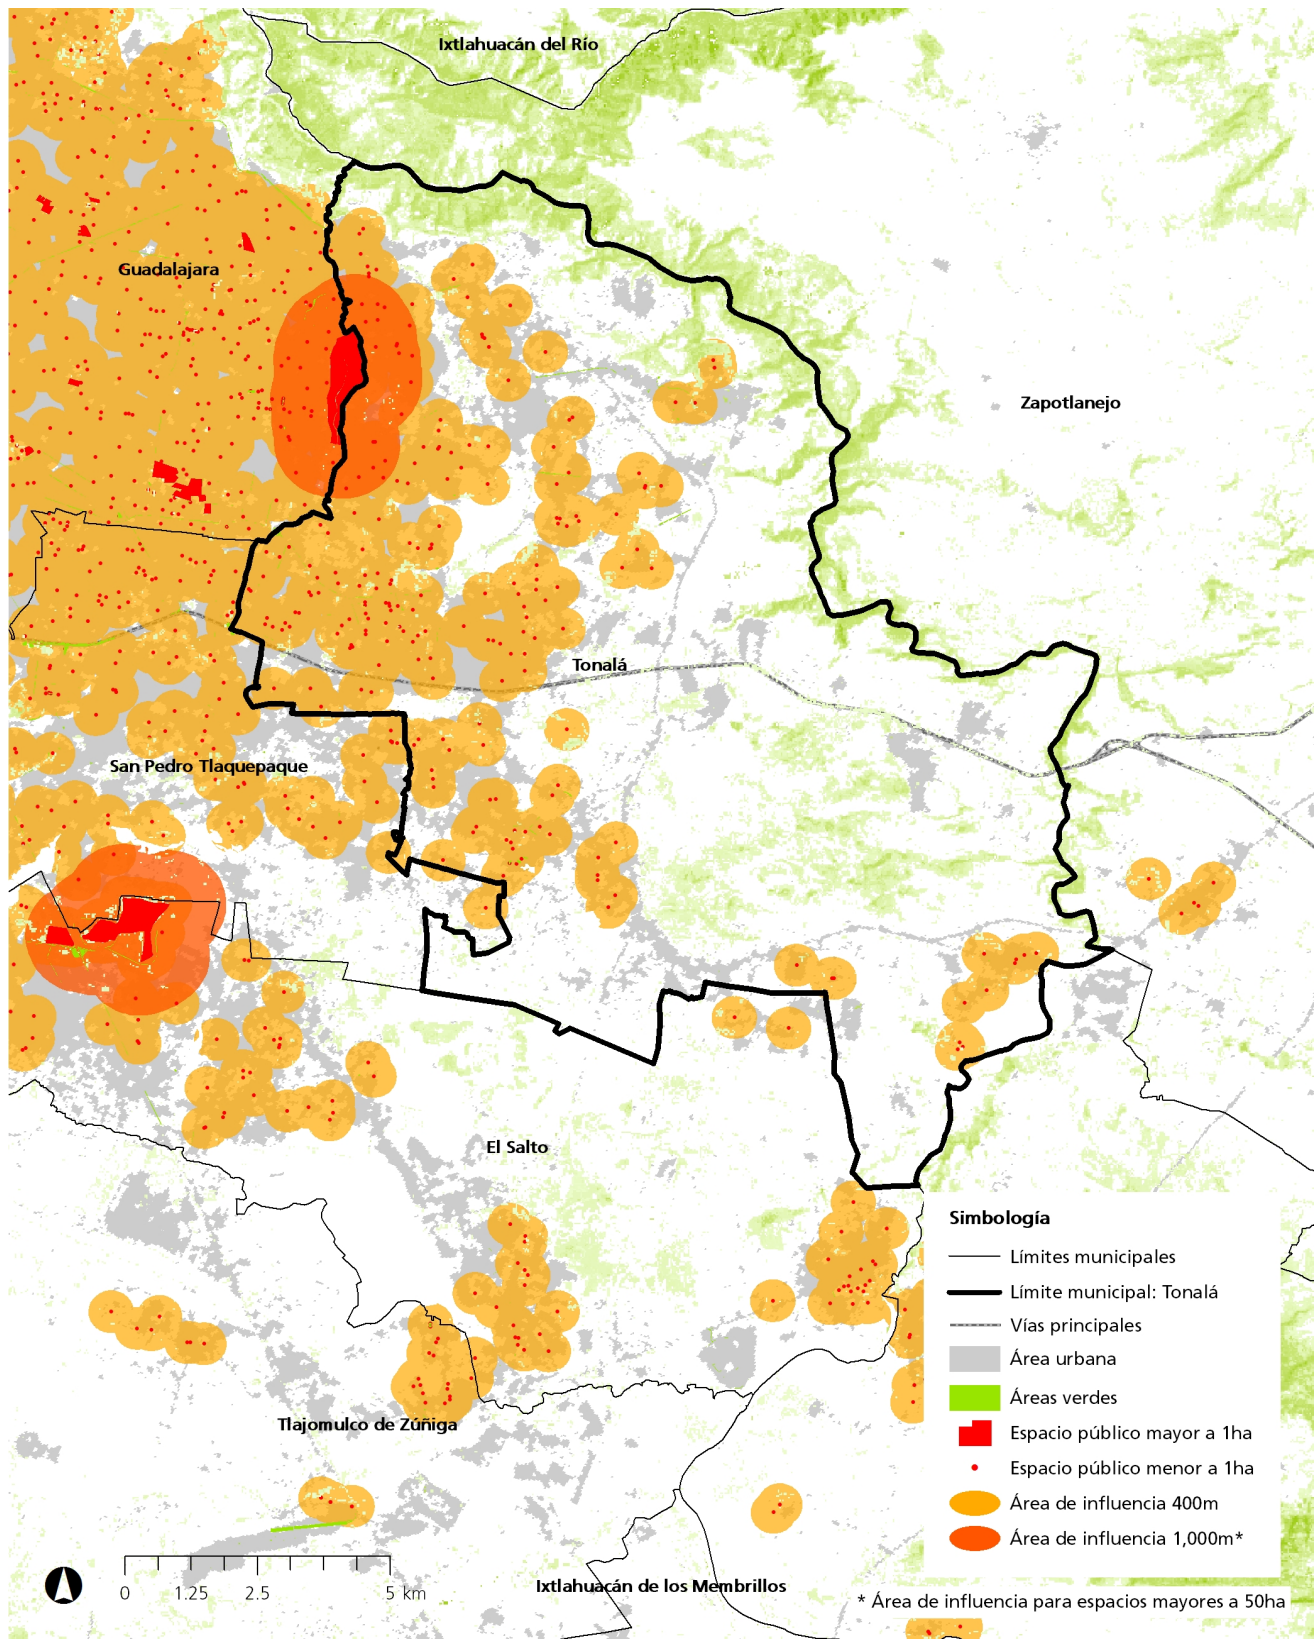 Ixtlahuacán del Río
Guadalajara
Zapotlanejo
Tonalá
San Pedro Tlaquepaque
El Salto
Simbología
Límites municipales
Límite municipal: Tonalá
Vías principales
Área urbana
Áreas verdes
Espacio público mayor a 1ha
Espacio público menor a 1ha
Área de influencia 400m
Área de influencia 1,000m*
Tlajomulco de Zúñiga
0 1.25 2.5 5 km
Ixtlahuacán de los Membrillos
* Área de influencia para espacios mayores a 50ha